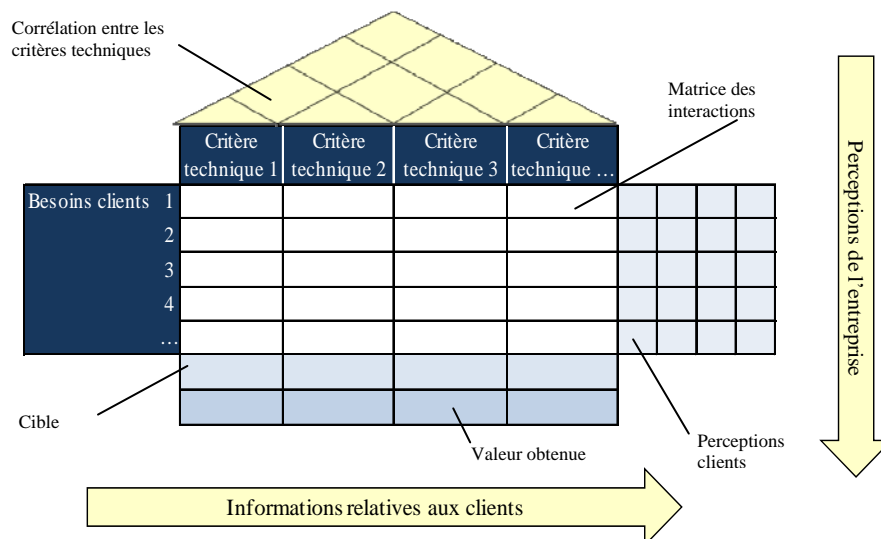 Corrélation entre les
critères techniques
Matrice des
interactions
Critère
technique 1
Critère
technique 2
Critère
technique 3
Critère
technique …
Besoins clients 1
2
3
4
…
Cible
Valeur obtenue
Perceptions
clients
Perceptions de l’entreprise
Informations relatives aux clients